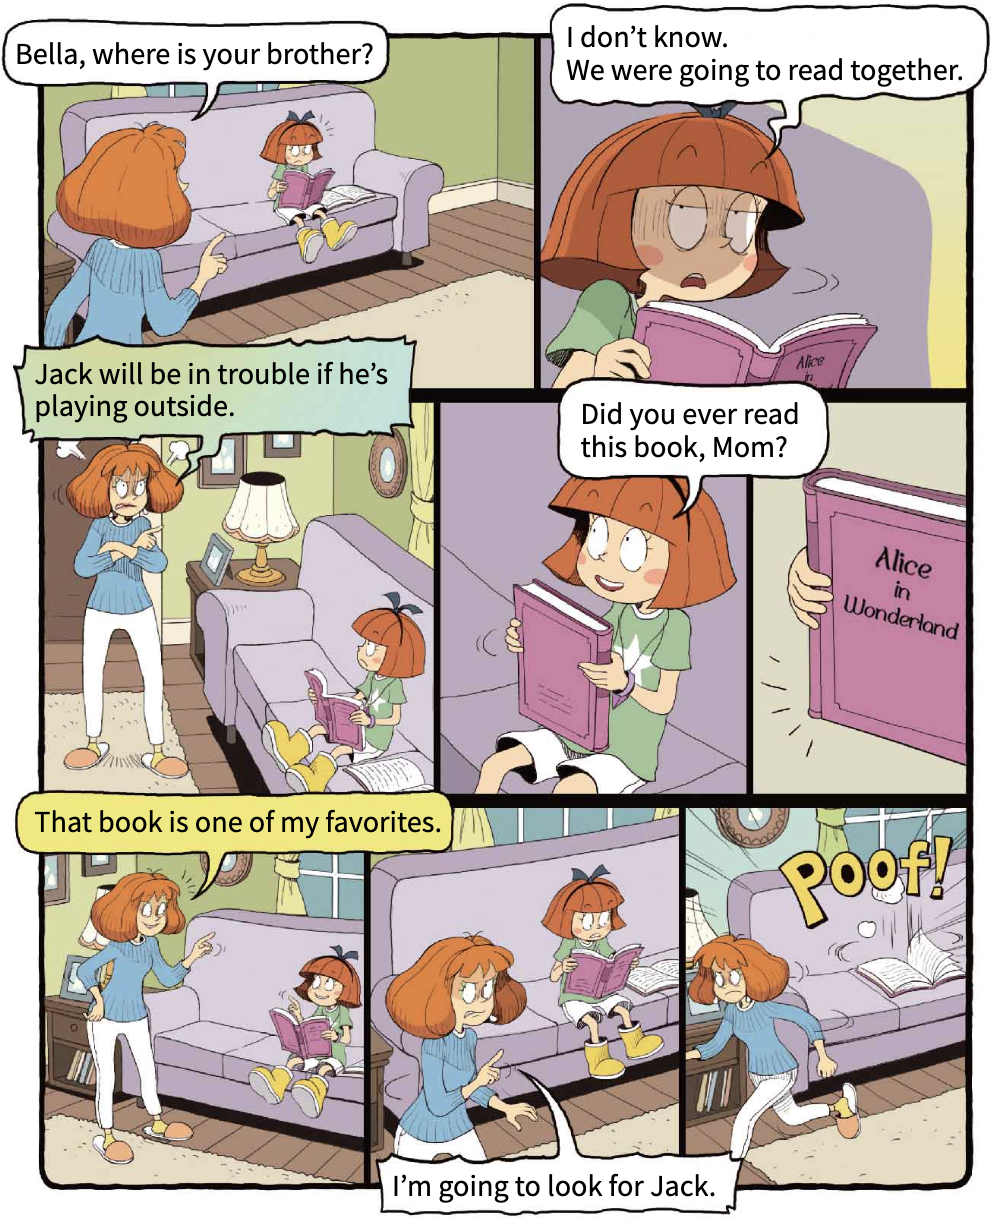 Bella, where is your brother?
I don't know.
We were going to read together.
Alice
in
Jack will be in trouble if he's
playing outside.
Did you ever read
this book, Mom?
Alice
in
Wonderland
That book is one of my favorites.
I'm going to look for Jack.
Poof!